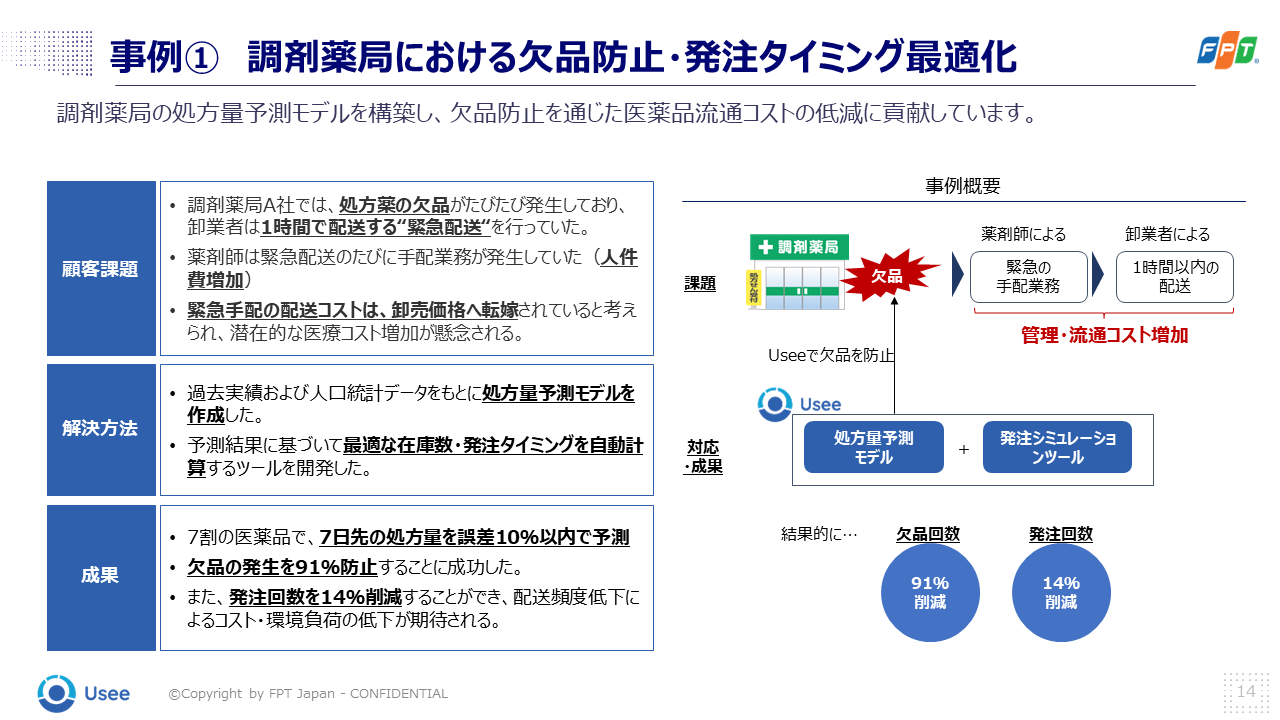 事例① 調剤薬局における欠品防止・発注タイミング最適化
FPT
調剤薬局の処方量予測モデルを構築し、欠品防止を通じた医薬品流通コストの低減に貢献しています。
顧客課題
• 調剤薬局A社では、処方薬の欠品がたびたび発生しており、
卸業者は1時間で配送する“緊急配送“を行っていた。
• 薬剤師は緊急配送のたびに手配業務が発生していた（人件
費増加）
• 緊急手配の配送コストは、卸売価格へ転嫁されていると考え
られ、潜在的な医療コスト増加が懸念される。
解決方法
• 過去実績および人口統計データをもとに処方量予測モデルを
作成した。
• 予測結果に基づいて最適な在庫数・発注タイミングを自動計
算するツールを開発した。
成果
• 7割の医薬品で、7日先の処方量を誤差10%以内で予測
• 欠品の発生を91%防止することに成功した。
• また、発注回数を14%削減することができ、配送頻度低下に
よるコスト・環境負荷の低下が期待される。
事例概要
課題
調剤薬局
処方せん受付
欠品
薬剤師による
緊急の
手配業務
卸業者による
1時間以内の
配送
管理・流通コスト増加
Useeで欠品を防止
Usee
対応
・成果
処方量予測
モデル
+
発注シミュレーショ
ンツール
結果的に…
欠品回数
91%
削減
発注回数
14%
削減
Usee
©Copyright by FPT Japan - CONFIDENTIAL
14